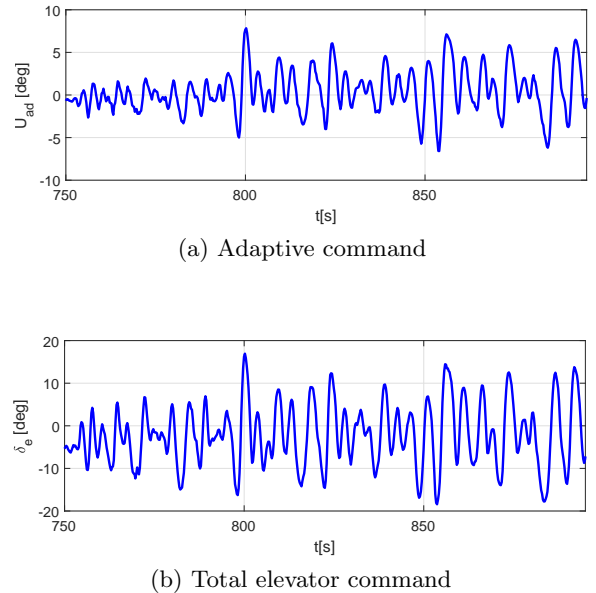 10
5
0
-5
-10
U_ad [deg]
750
800
850
t[s]
(a) Adaptive command
20
10
0
-10
-20
δ_e [deg]
750
800
850
t[s]
(b) Total elevator command